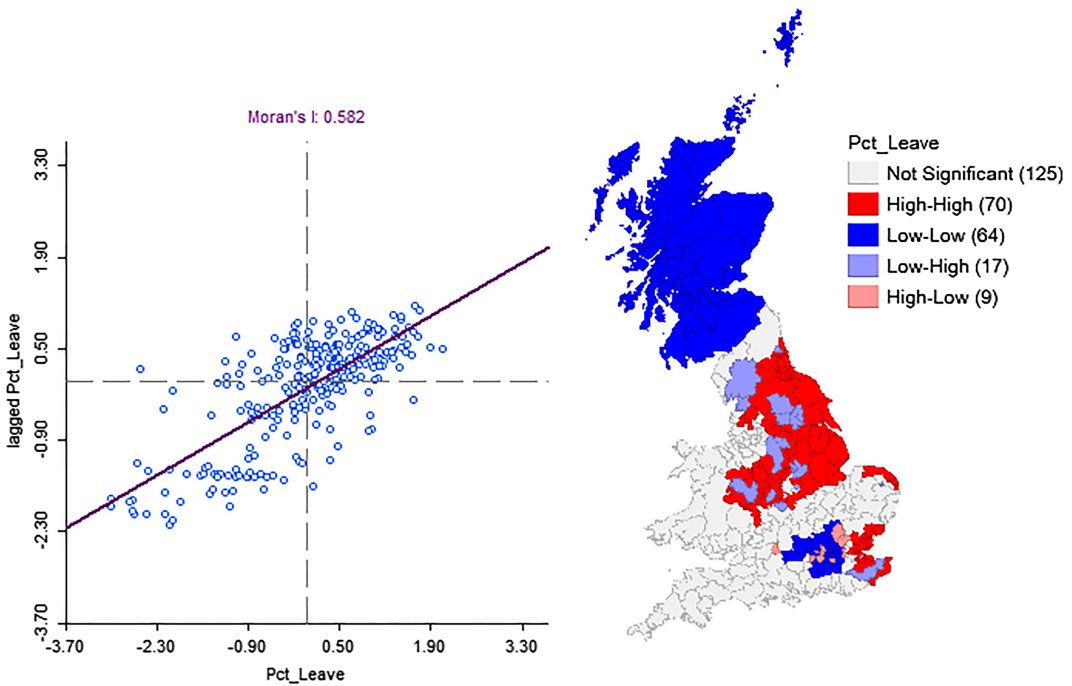 Moran's I: 0.582
3.30
1.90
0.50
-0.90
-2.30
-3.70
lagged Pct_Leave
-3.70
-2.30
-0.90
0.50
1.90
3.30
Pct_Leave
Pct_Leave
Not Significant (125)
High-High (70)
Low-Low (64)
Low-High (17)
High-Low (9)